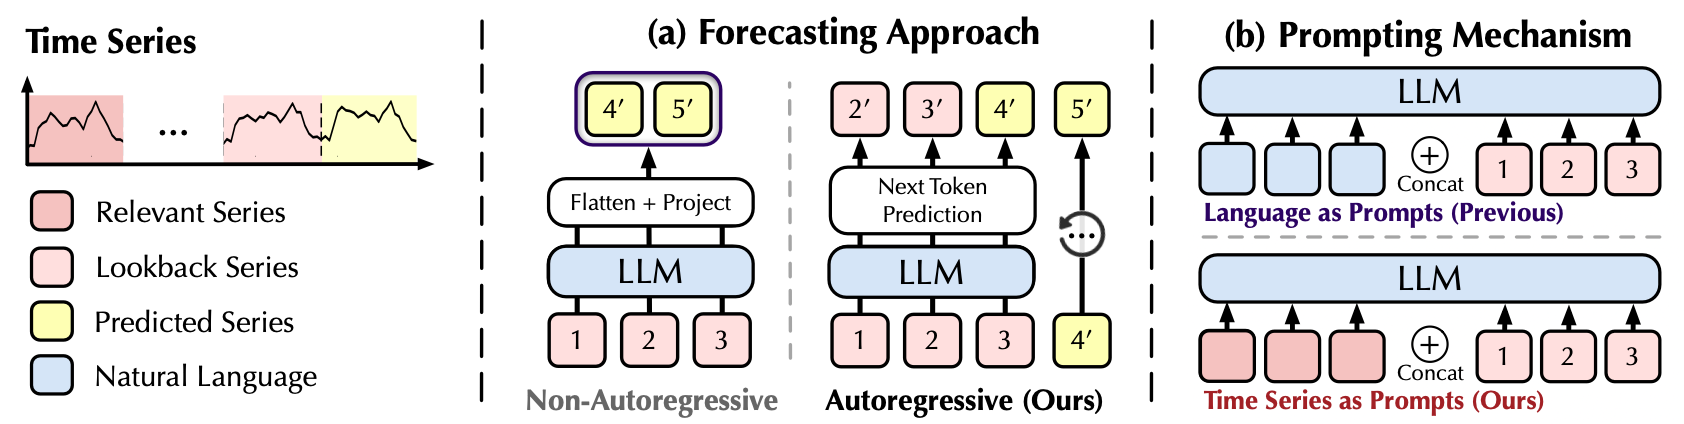 Time Series
...
Relevant Series
Lookback Series
Predicted Series
Natural Language
(a) Forecasting Approach
4′ 5′
Flatten + Project
LLM
1 2 3
Non-Autoregressive
2′ 3′ 4′ 5′
Next Token
Prediction
...
LLM
1 2 3 4′
Autoregressive (Ours)
(b) Prompting Mechanism
LLM
+ 1 2 3
Concat
Language as Prompts (Previous)
LLM
+ 1 2 3
Concat
Time Series as Prompts (Ours)